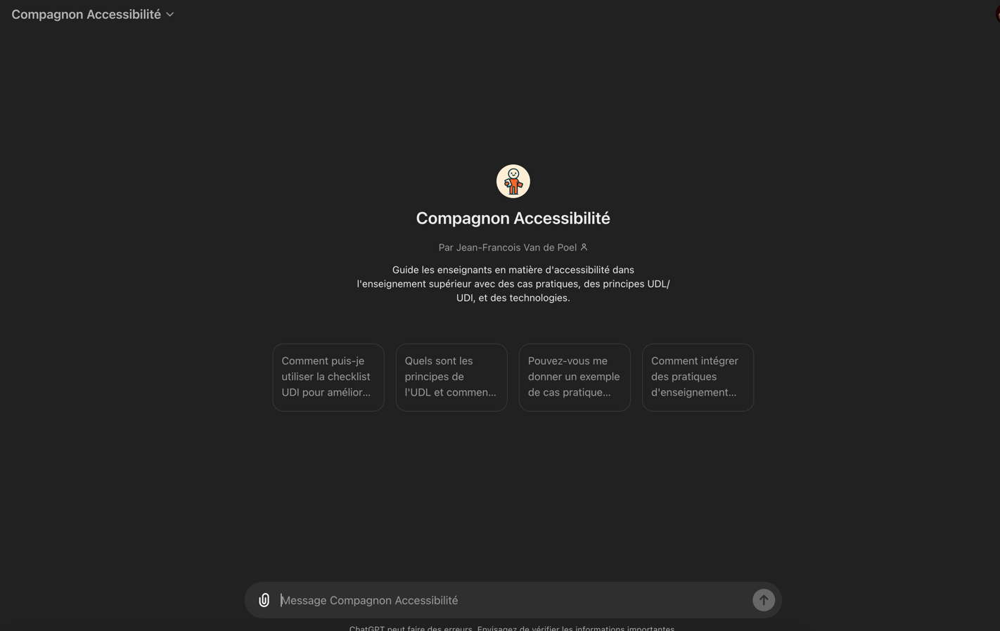 Compagnon Accessibilité
Compagnon Accessibilité
Par Jean-Francois Van de Poel
Guide les enseignants en matière d'accessibilité dans
l'enseignement supérieur avec des cas pratiques, des principes UDL/
UDI, et des technologies.
Comment puis-je
utiliser la checklist
UDI pour amélior...
Quels sont les
principes de
l'UDL et commen...
Pouvez-vous me
donner un exemple
de cas pratique...
Comment intégrer
des pratiques
d'enseignement...
Message Compagnon Accessibilité
ChatGPT peut faire des erreurs. Envisagez de vérifier les informations importantes.